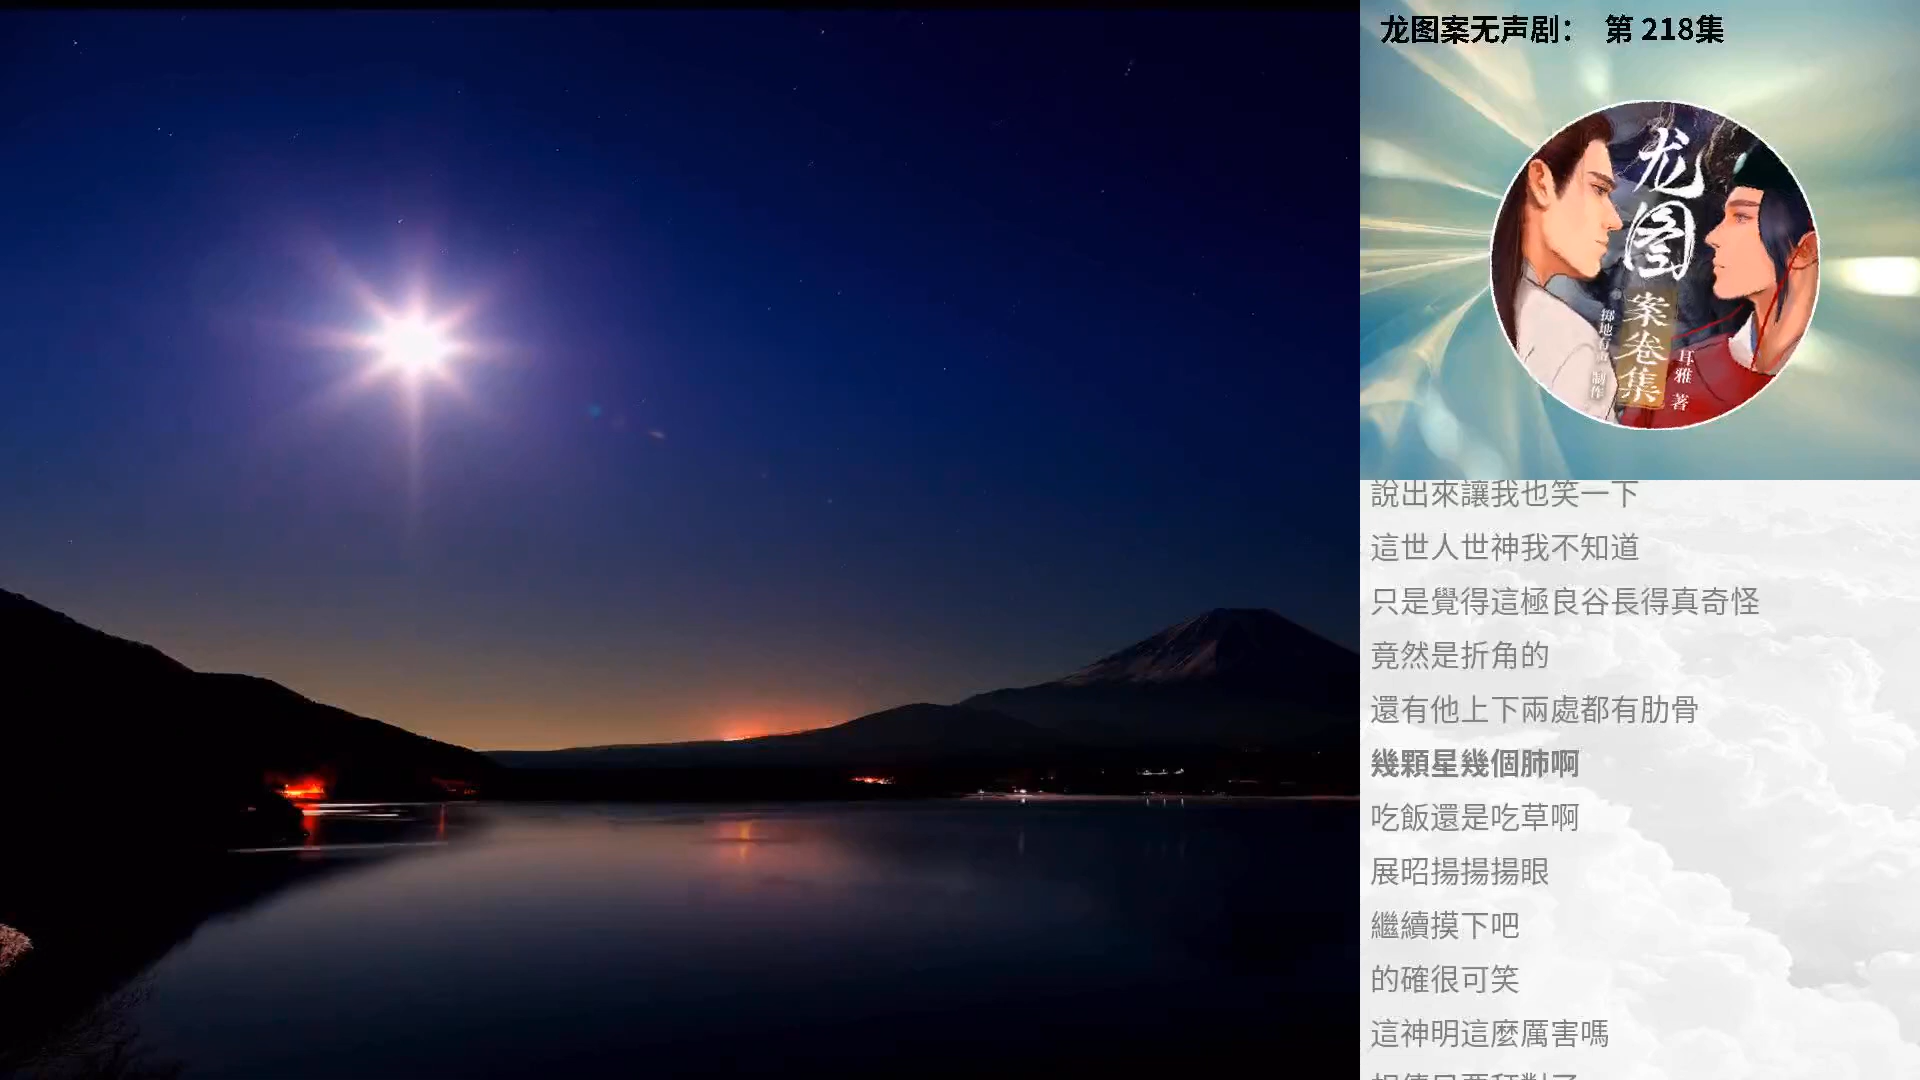 龙图案无声剧： 第 218集
龙图
案卷集
耳雅 著
制作
說出來讓我也笑一下
這世人世神我不知道
只是覺得這極良谷長得真奇怪
竟然是折角的
還有他上下兩處都有肋骨
幾顆星幾個肺啊
吃飯還是吃草啊
展昭揚揚揚眼
繼續摸下吧
的確很可笑
這神明這麼厲害嗎